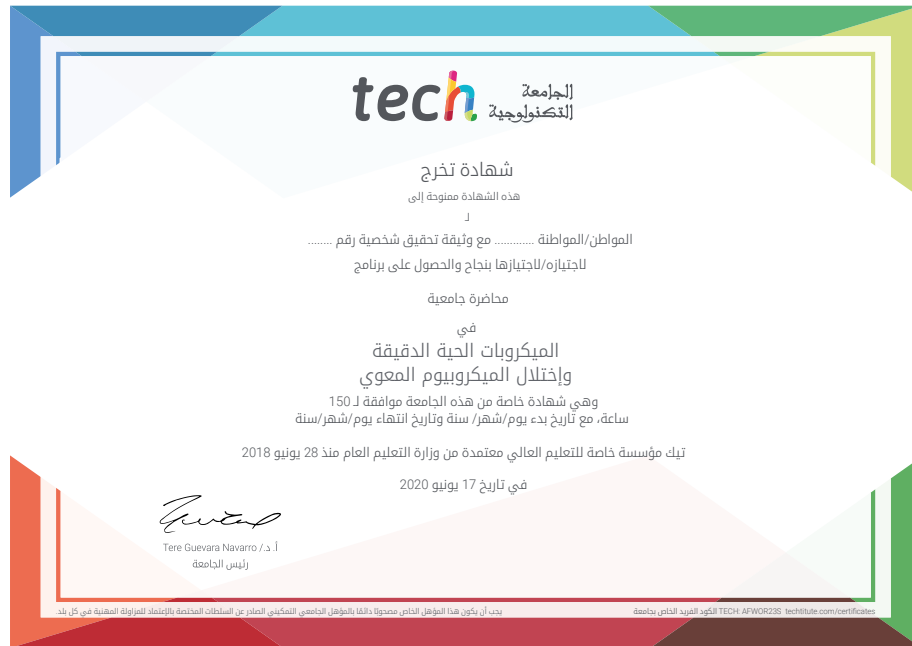 tech الجامعة
التكنولوجية
شهادة تخرج
هذه الشهادة ممنوحة إلى
لـ
المواطن/المواطنة ............ مع وثيقة تحقيق شخصية رقم ........
لاجتيازه/لاجتيازها بنجاح والحصول على برنامج
محاضرة جامعية
في
الميكروبات الحية الدقيقة
وإختلال الميكروبيوم المعوي
وهي شهادة خاصة من هذه الجامعة موافقة لـ 150
ساعة، مع تاريخ بدء يوم/شهر/ سنة وتاريخ انتهاء يوم/شهر/سنة
تيك مؤسسة خاصة للتعليم العالي معتمدة من وزارة التعليم العام منذ 28 يونيو 2018
في تاريخ 17 يونيو 2020
أ. د./ Tere Guevara Navarro
رئيس الجامعة
يجب أن يكون هذا المؤهل الخاص مصحوبًا دائمًا بالمؤهل الجامعي التمكيني الصادر عن السلطات المختصة بالإعتماد للمزاولة المهنية في كل بلد.
الكود الفريد الخاص بجامعة TECH: AFWOR23S techtitute.com/certificates